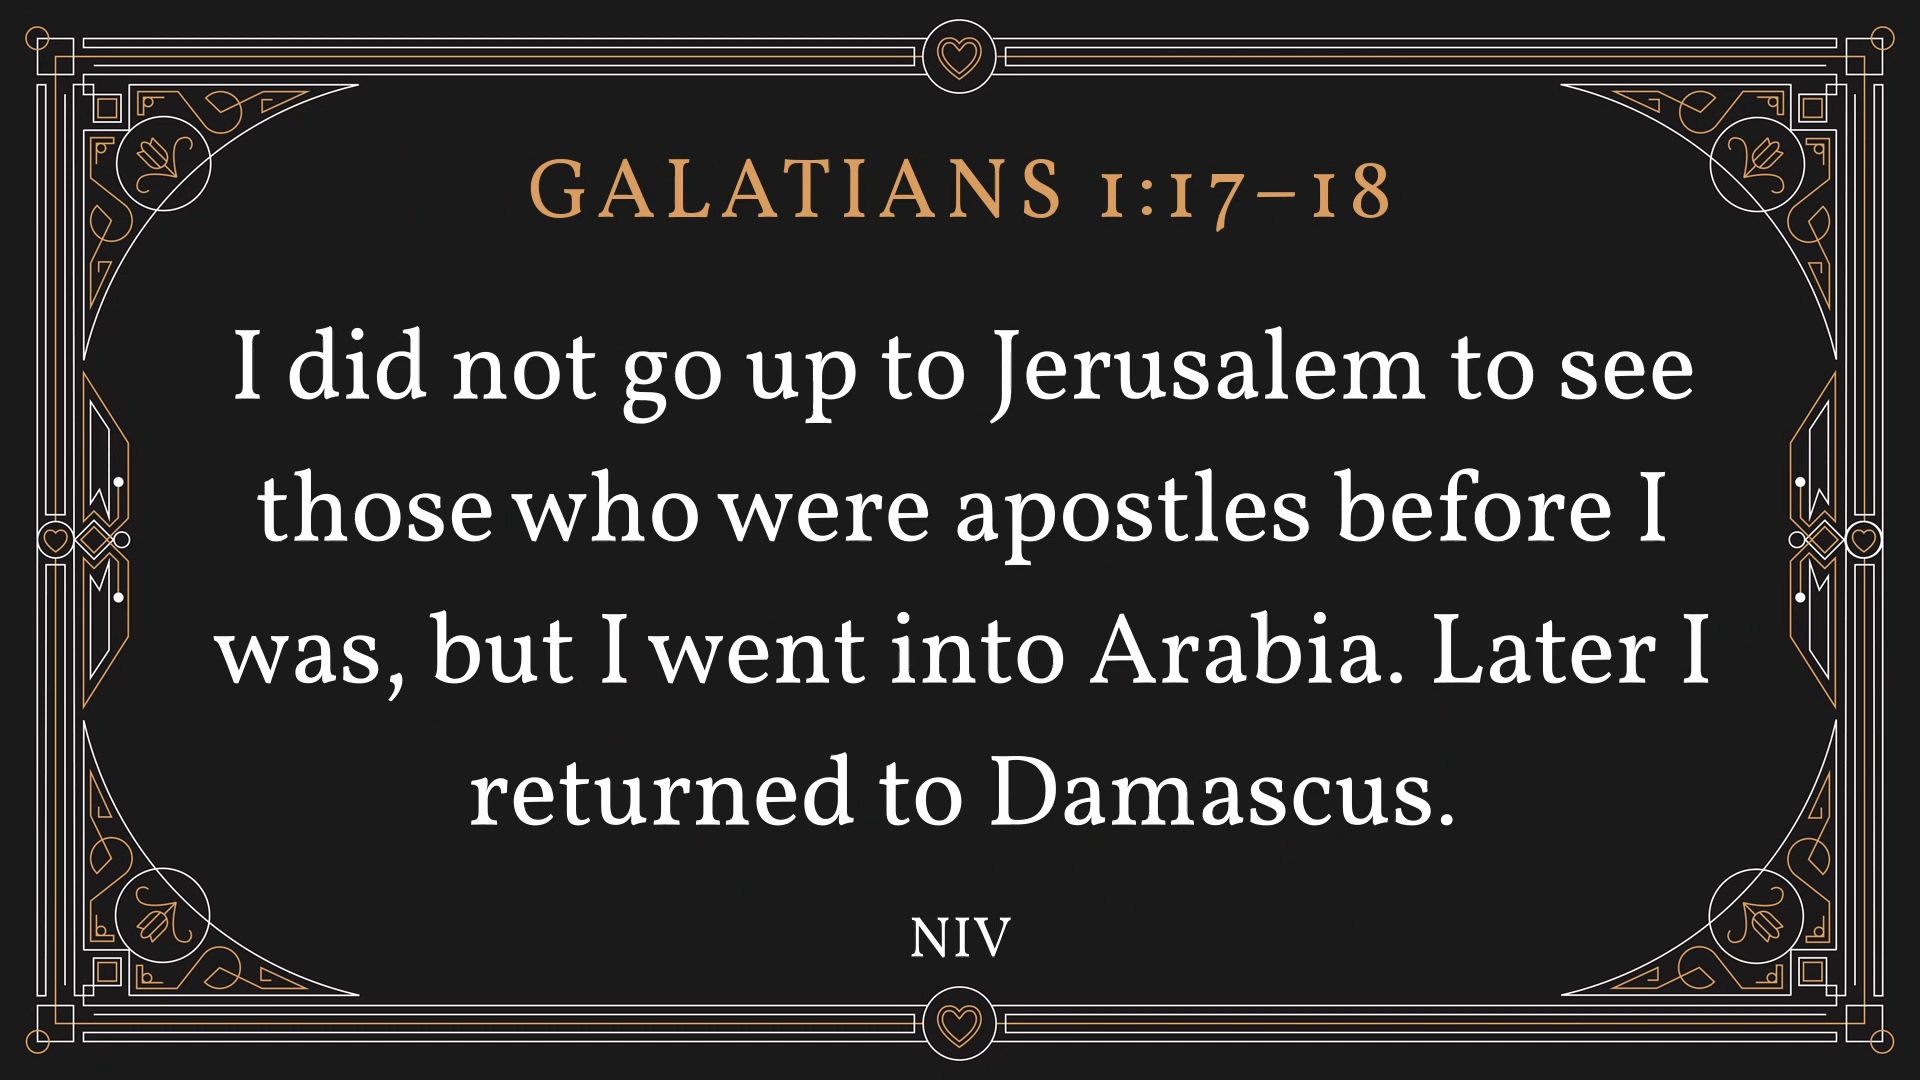 GALATIANS 1:17–18
I did not go up to Jerusalem to see
those who were apostles before I
was, but I went into Arabia. Later I
returned to Damascus.
NIV